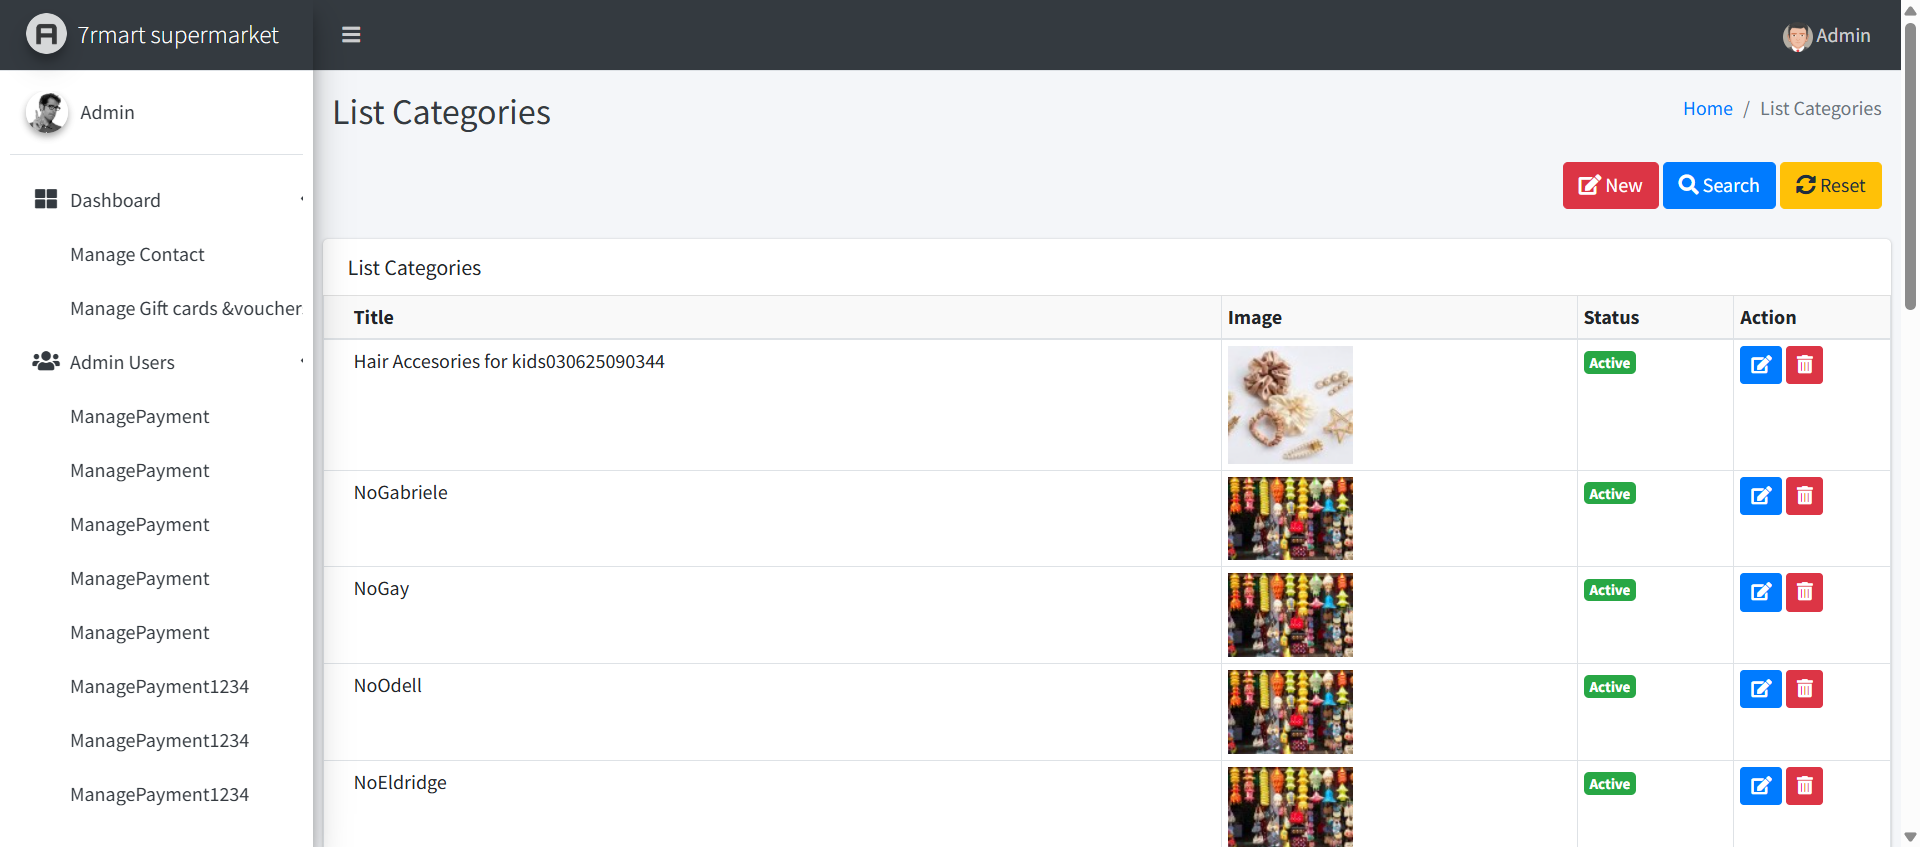 7rmart supermarket
Admin
Admin
List Categories
Home / List Categories
New
Search
Reset
Dashboard
Manage Contact
Manage Gift cards &voucher
Admin Users
ManagePayment
ManagePayment
ManagePayment
ManagePayment
ManagePayment
ManagePayment1234
ManagePayment1234
ManagePayment1234
List Categories
Title Image Status Action
Hair Accesories for kids030625090344 Active
NoGabriele Active
NoGay Active
NoOdell Active
NoEldridge Active